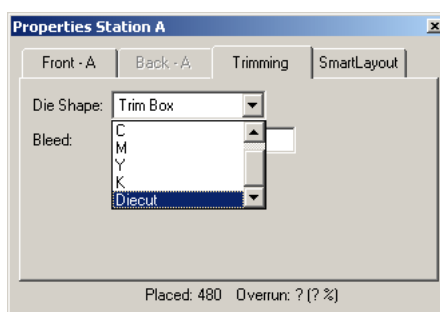 Properties Station A
Front - A Back - A Trimming SmartLayout
Die Shape: Trim Box
Bleed:
C
M
Y
K
Diecut
Placed: 480 Overrun: ? (? %)